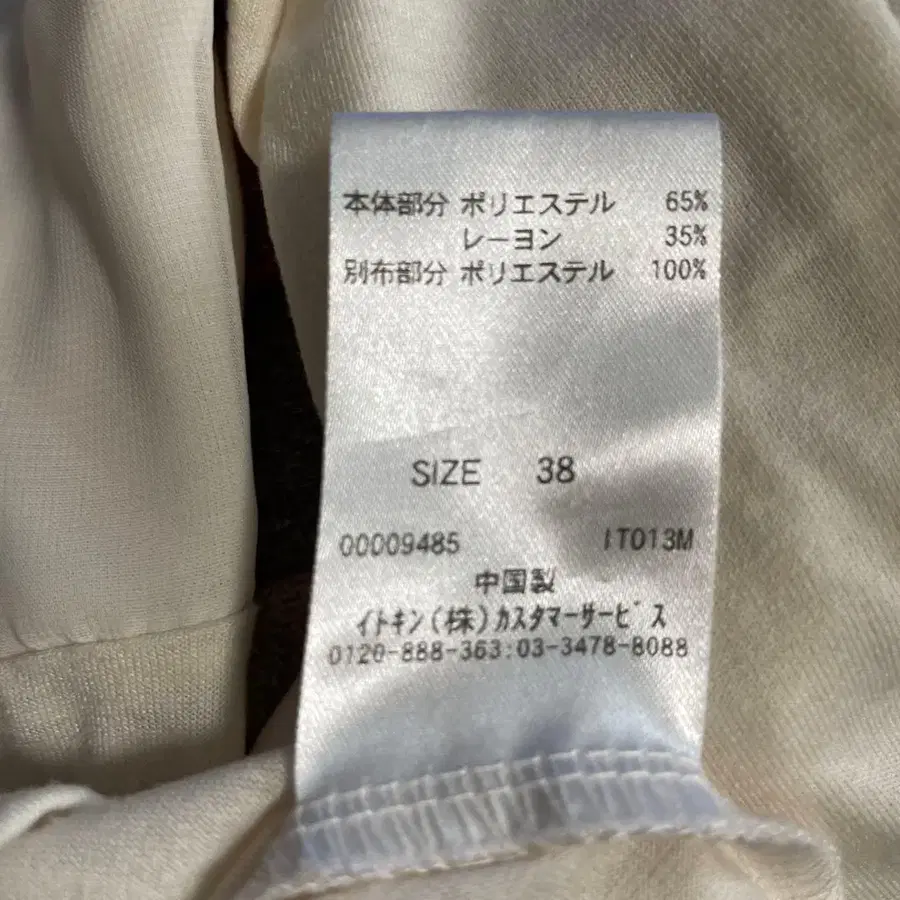 本体部分 ポリエステル 65%
レーヨン 35%
別布部分 ポリエステル 100%
SIZE 38
00009485 IT013M
中国製
イトキン(株)カスタマーサービス
0120-888-363:03-3478-8088